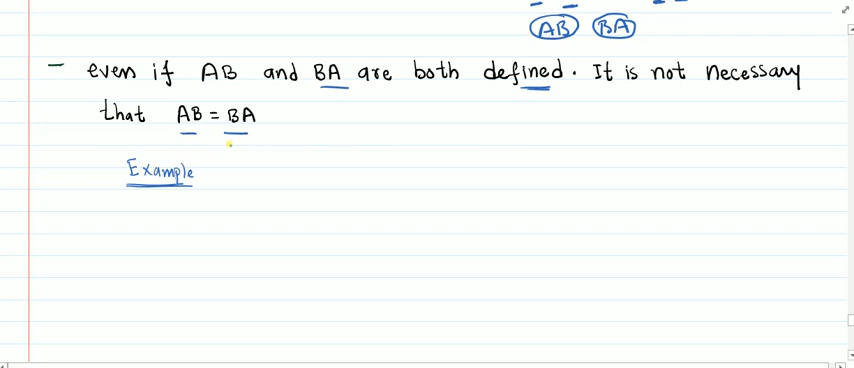 AB BA
- even if AB and BA are both defined. It is not necessary
that AB = BA
Example